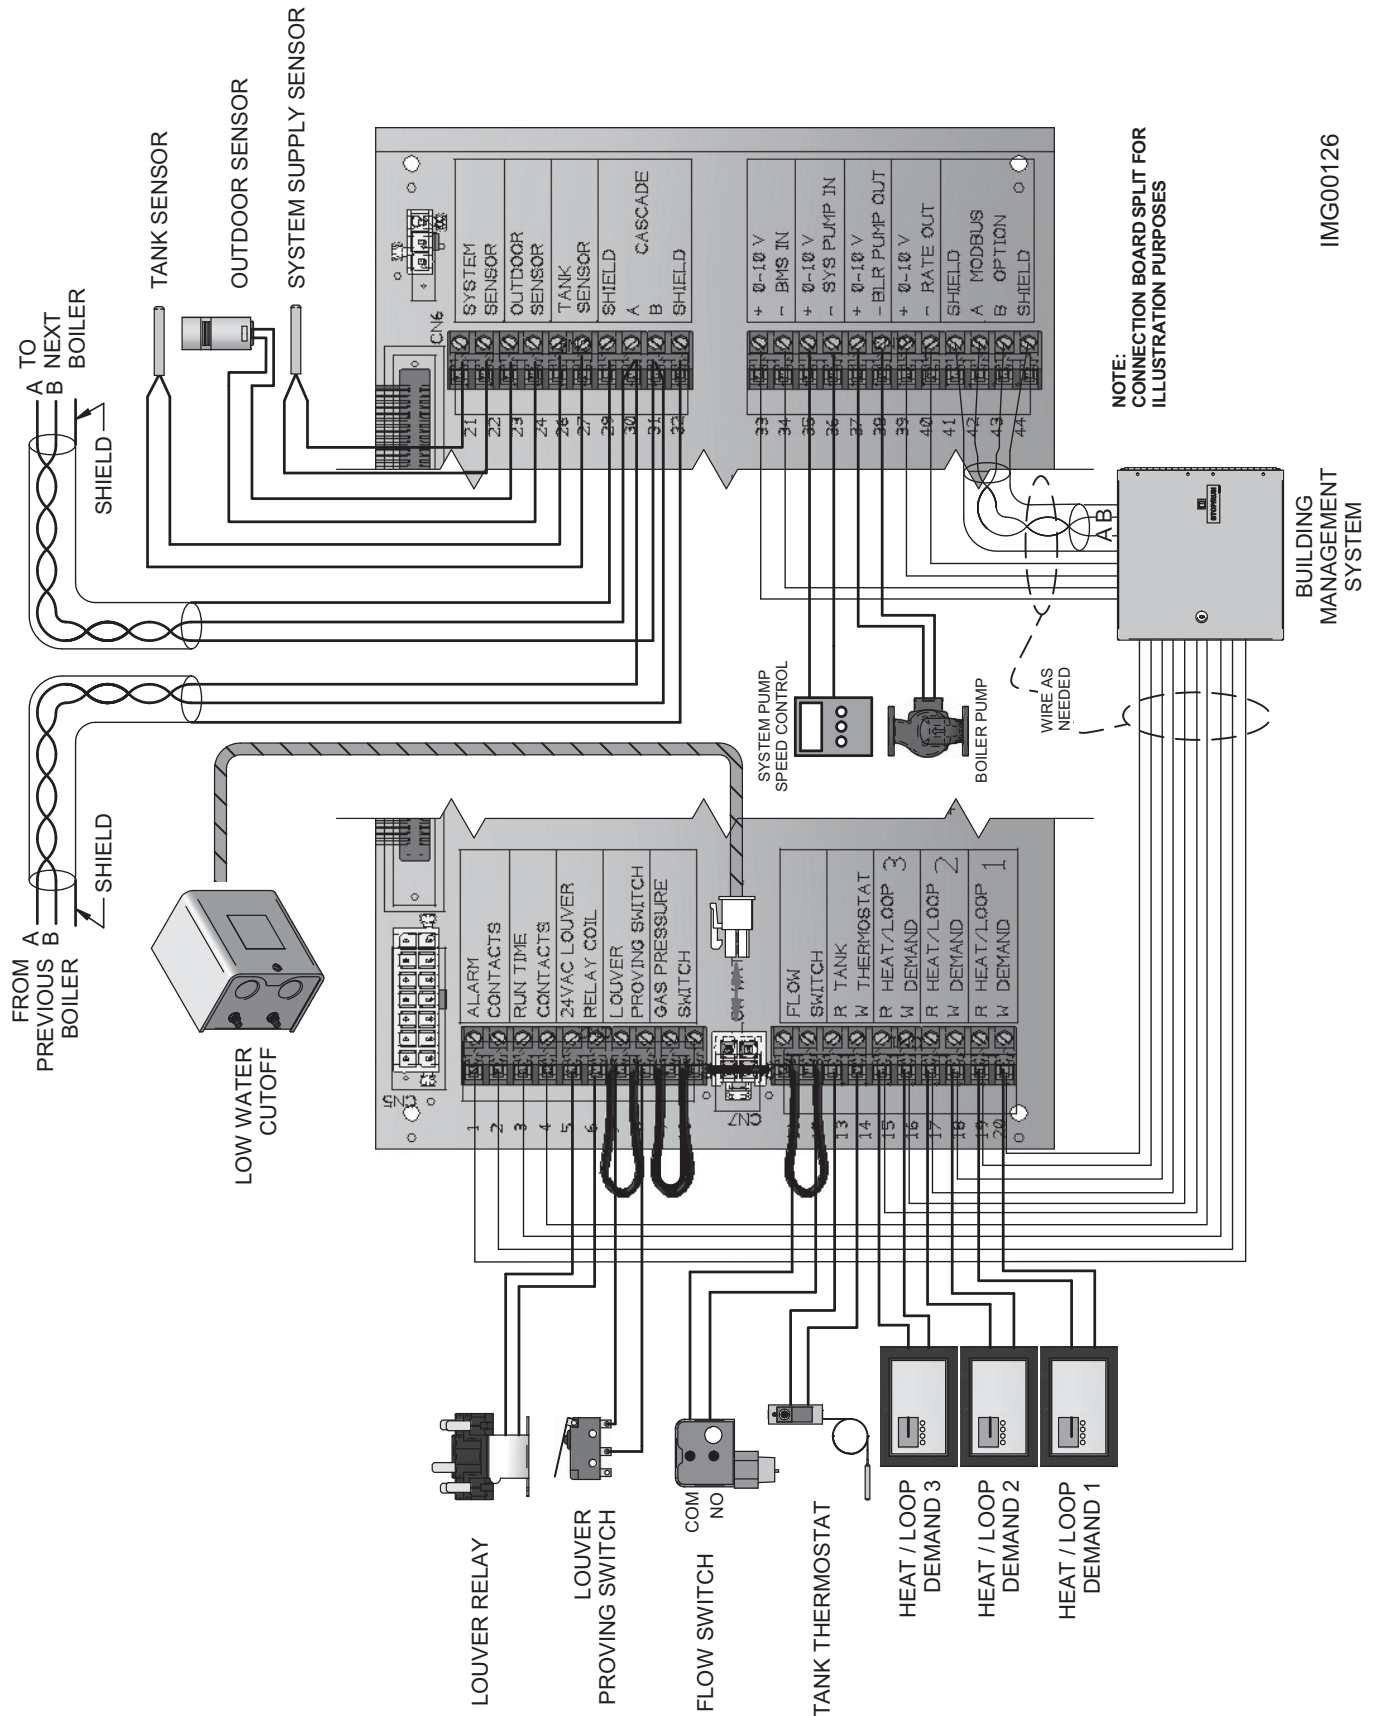 FROM
PREVIOUS
BOILER
A
B
SHIELD
A
B
TO
NEXT
BOILER
SHIELD
TANK SENSOR
OUTDOOR SENSOR
SYSTEM SUPPLY SENSOR
LOW WATER
CUTOFF
CN5
1 ALARM
2 CONTACTS
3 RUN TIME
4 CONTACTS
5 24VAC LOUVER
6 RELAY COIL
LOUVER
PROVING SWITCH
GAS PRESSURE
SWITCH
CN7
FLOW
SWITCH
13 R TANK
14 W THERMOSTAT
15 R HEAT/LOOP
16 W DEMAND 3
17 R HEAT/LOOP
18 W DEMAND 2
19 R HEAT/LOOP
20 W DEMAND 1
CN6
21 SYSTEM
22 SENSOR
23 OUTDOOR
24 SENSOR
26 TANK
27 SENSOR
29 SHIELD
30 A
CASCADE
31 B
32 SHIELD
33 + 0-10 V
34 - BMS IN
35 + 0-10 V
36 - SYS PUMP IN
37 + 0-10 V
38 - BLR PUMP OUT
39 + 0-10 V
40 - RATE OUT
41 SHIELD
42 A MODBUS
43 B OPTION
44 SHIELD
SYSTEM PUMP
SPEED CONTROL
BOILER PUMP
WIRE AS
NEEDED
A B
BUILDING
MANAGEMENT
SYSTEM
NOTE:
CONNECTION BOARD SPLIT FOR
ILLUSTRATION PURPOSES
LOUVER RELAY
LOUVER
PROVING SWITCH
FLOW SWITCH
COM
NO
TANK THERMOSTAT
HEAT / LOOP
DEMAND 3
HEAT / LOOP
DEMAND 2
HEAT / LOOP
DEMAND 1
IMG00126